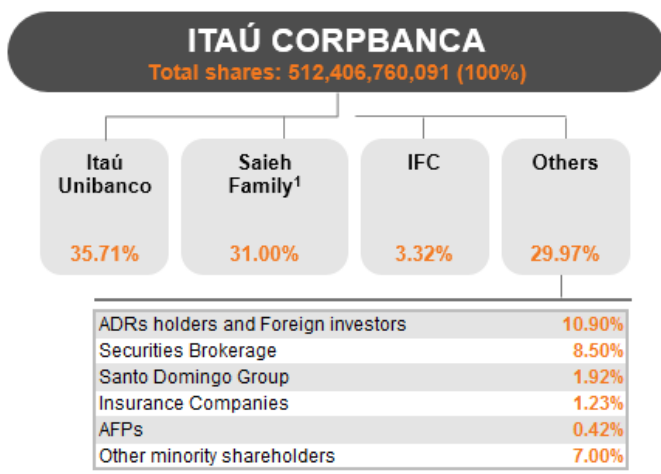 ITAÚ CORPBANCA
Total shares: 512,406,760,091 (100%)
Itaú
Unibanco
35.71%
Saieh
Family¹
31.00%
IFC
3.32%
Others
29.97%
ADRs holders and Foreign investors 10.90%
Securities Brokerage 8.50%
Santo Domingo Group 1.92%
Insurance Companies 1.23%
AFPs 0.42%
Other minority shareholders 7.00%